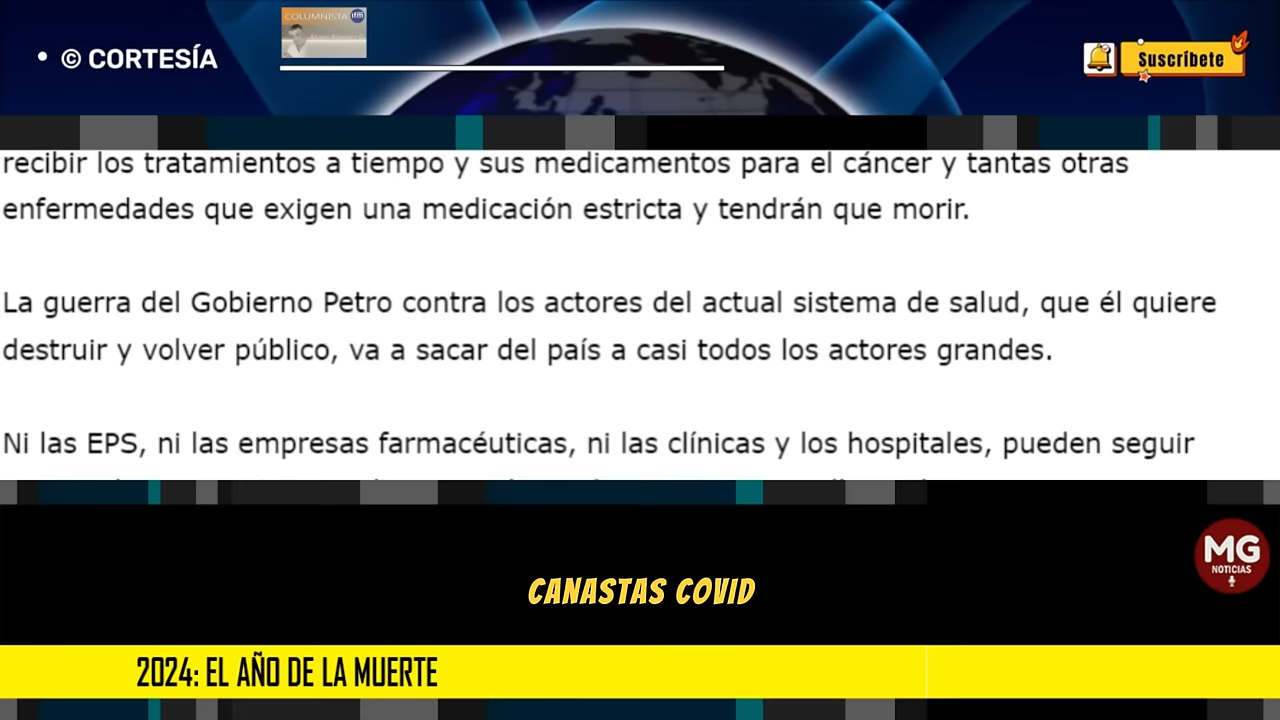 COLUMNISTA ifm
• © CORTESÍA
Suscríbete
recibir los tratamientos a tiempo y sus medicamentos para el cáncer y tantas otras
enfermedades que exigen una medicación estricta y tendrán que morir.
La guerra del Gobierno Petro contra los actores del actual sistema de salud, que él quiere
destruir y volver público, va a sacar del país a casi todos los actores grandes.
Ni las EPS, ni las empresas farmacéuticas, ni las clínicas y los hospitales, pueden seguir
MG
NOTICIAS
CANASTAS COVID
2024: EL AÑO DE LA MUERTE